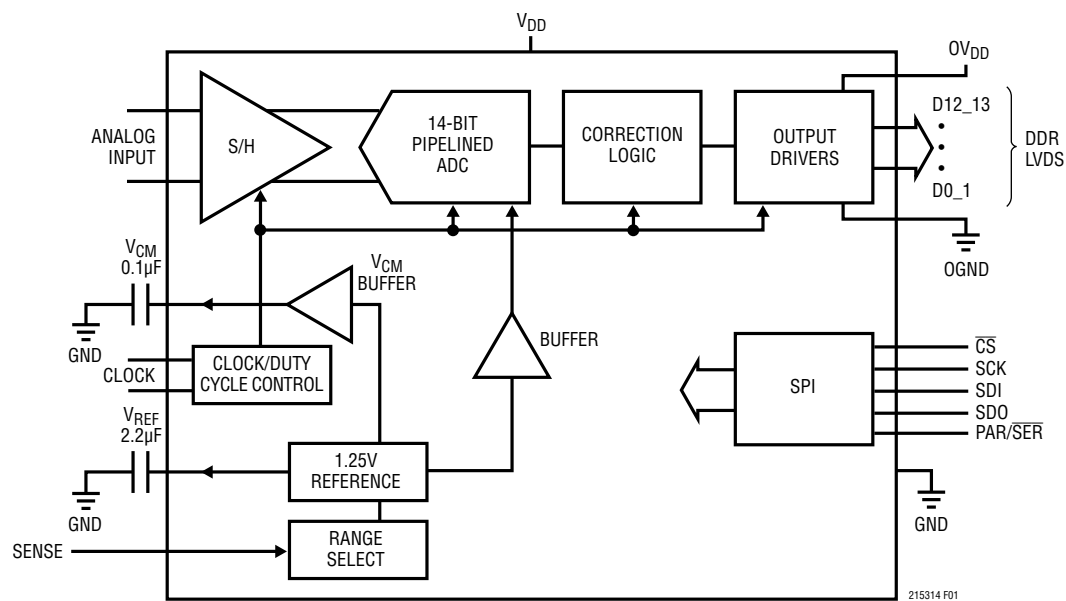 VDD
OVDD
ANALOG
INPUT
S/H
14-BIT
PIPELINED
ADC
CORRECTION
LOGIC
OUTPUT
DRIVERS
D12_13
•
•
•
D0_1
DDR
LVDS
OGND
VCM
0.1µF
GND
VCM
BUFFER
CLOCK
CLOCK/DUTY
CYCLE CONTROL
BUFFER
VREF
2.2µF
GND
1.25V
REFERENCE
SENSE
RANGE
SELECT
SPI
C̅S̅
SCK
SDI
SDO
PAR/S̅E̅R̅
GND
215314 F01